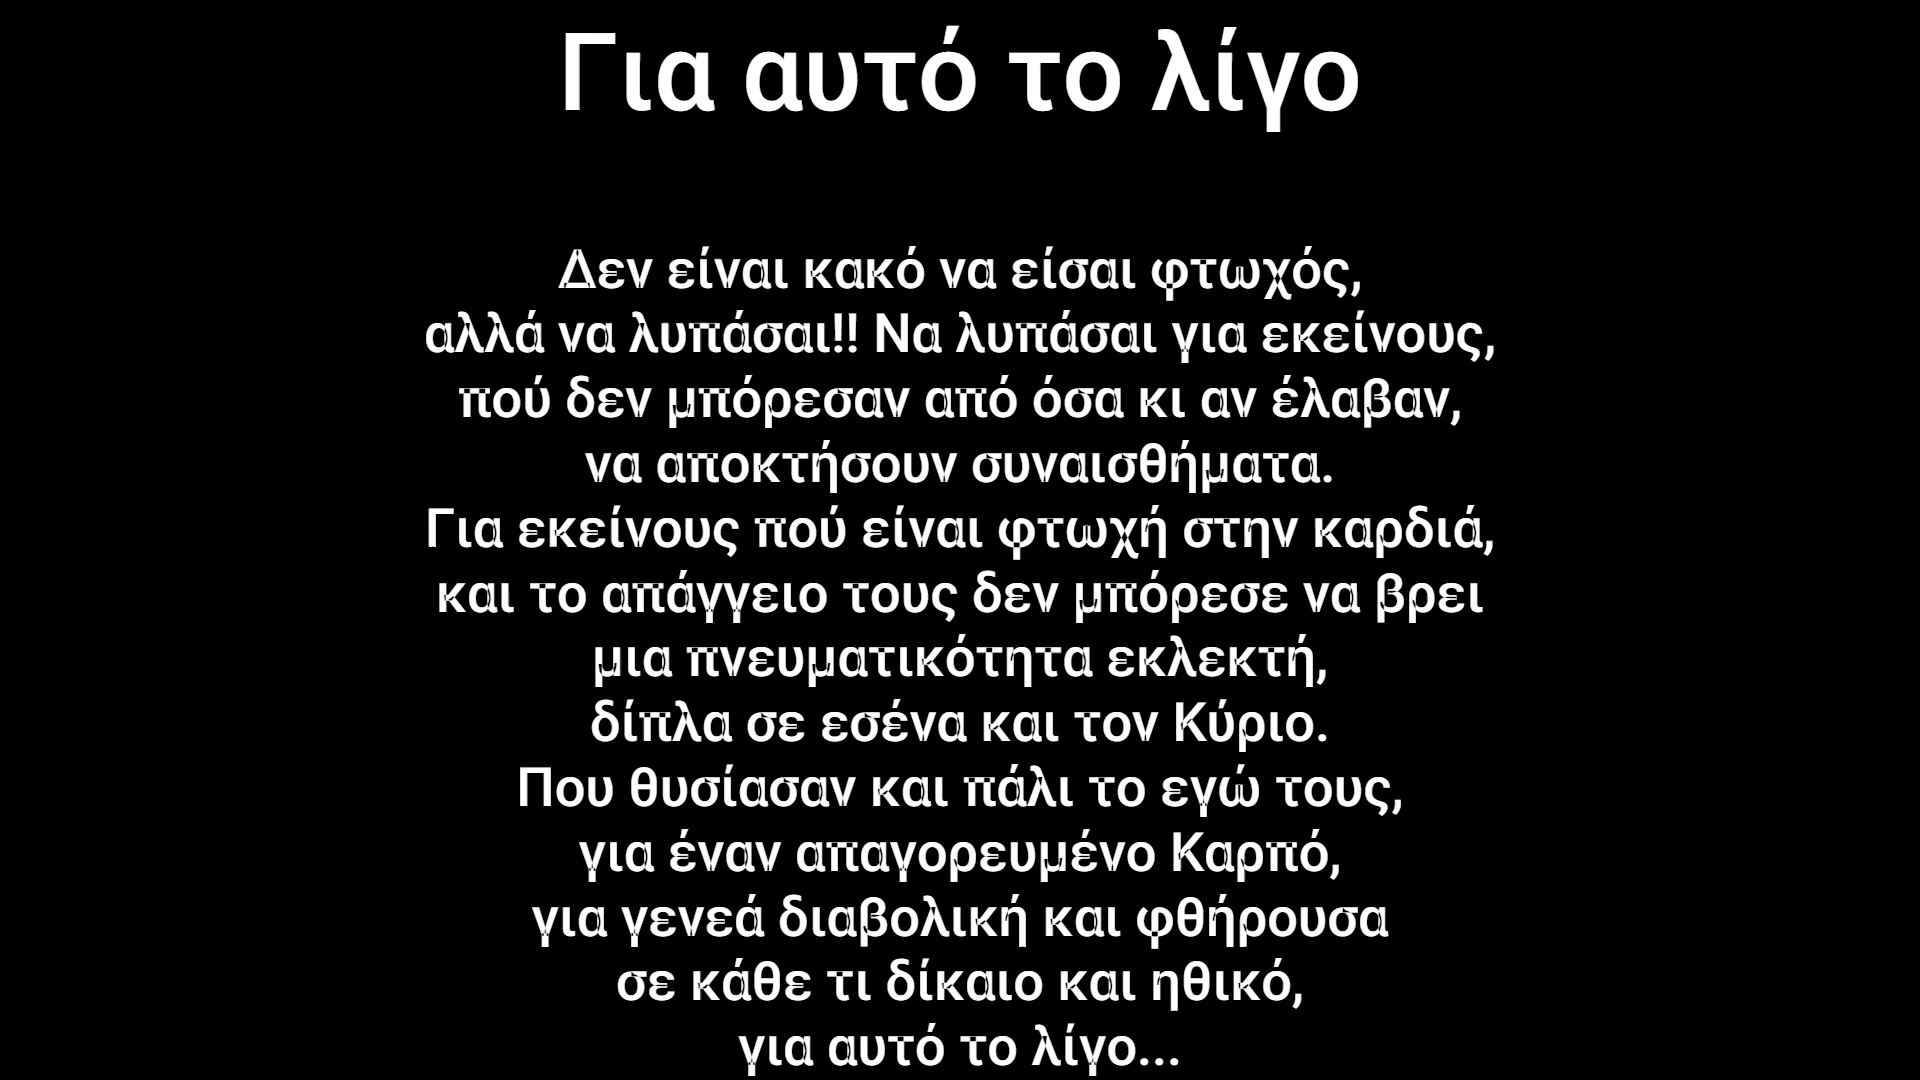 Για αυτό το λίγο
Δεν είναι κακό να είσαι φτωχός,
αλλά να λυπάσαι!! Να λυπάσαι για εκείνους,
πού δεν μπόρεσαν από όσα κι αν έλαβαν,
να αποκτήσουν συναισθήματα.
Για εκείνους πού είναι φτωχή στην καρδιά,
και το απάγγειο τους δεν μπόρεσε να βρει
μια πνευματικότητα εκλεκτή,
δίπλα σε εσένα και τον Κύριο.
Που θυσίασαν και πάλι το εγώ τους,
για έναν απαγορευμένο Καρπό,
για γενεά διαβολική και φθήρουσα
σε κάθε τι δίκαιο και ηθικό,
για αυτό το λίγο...